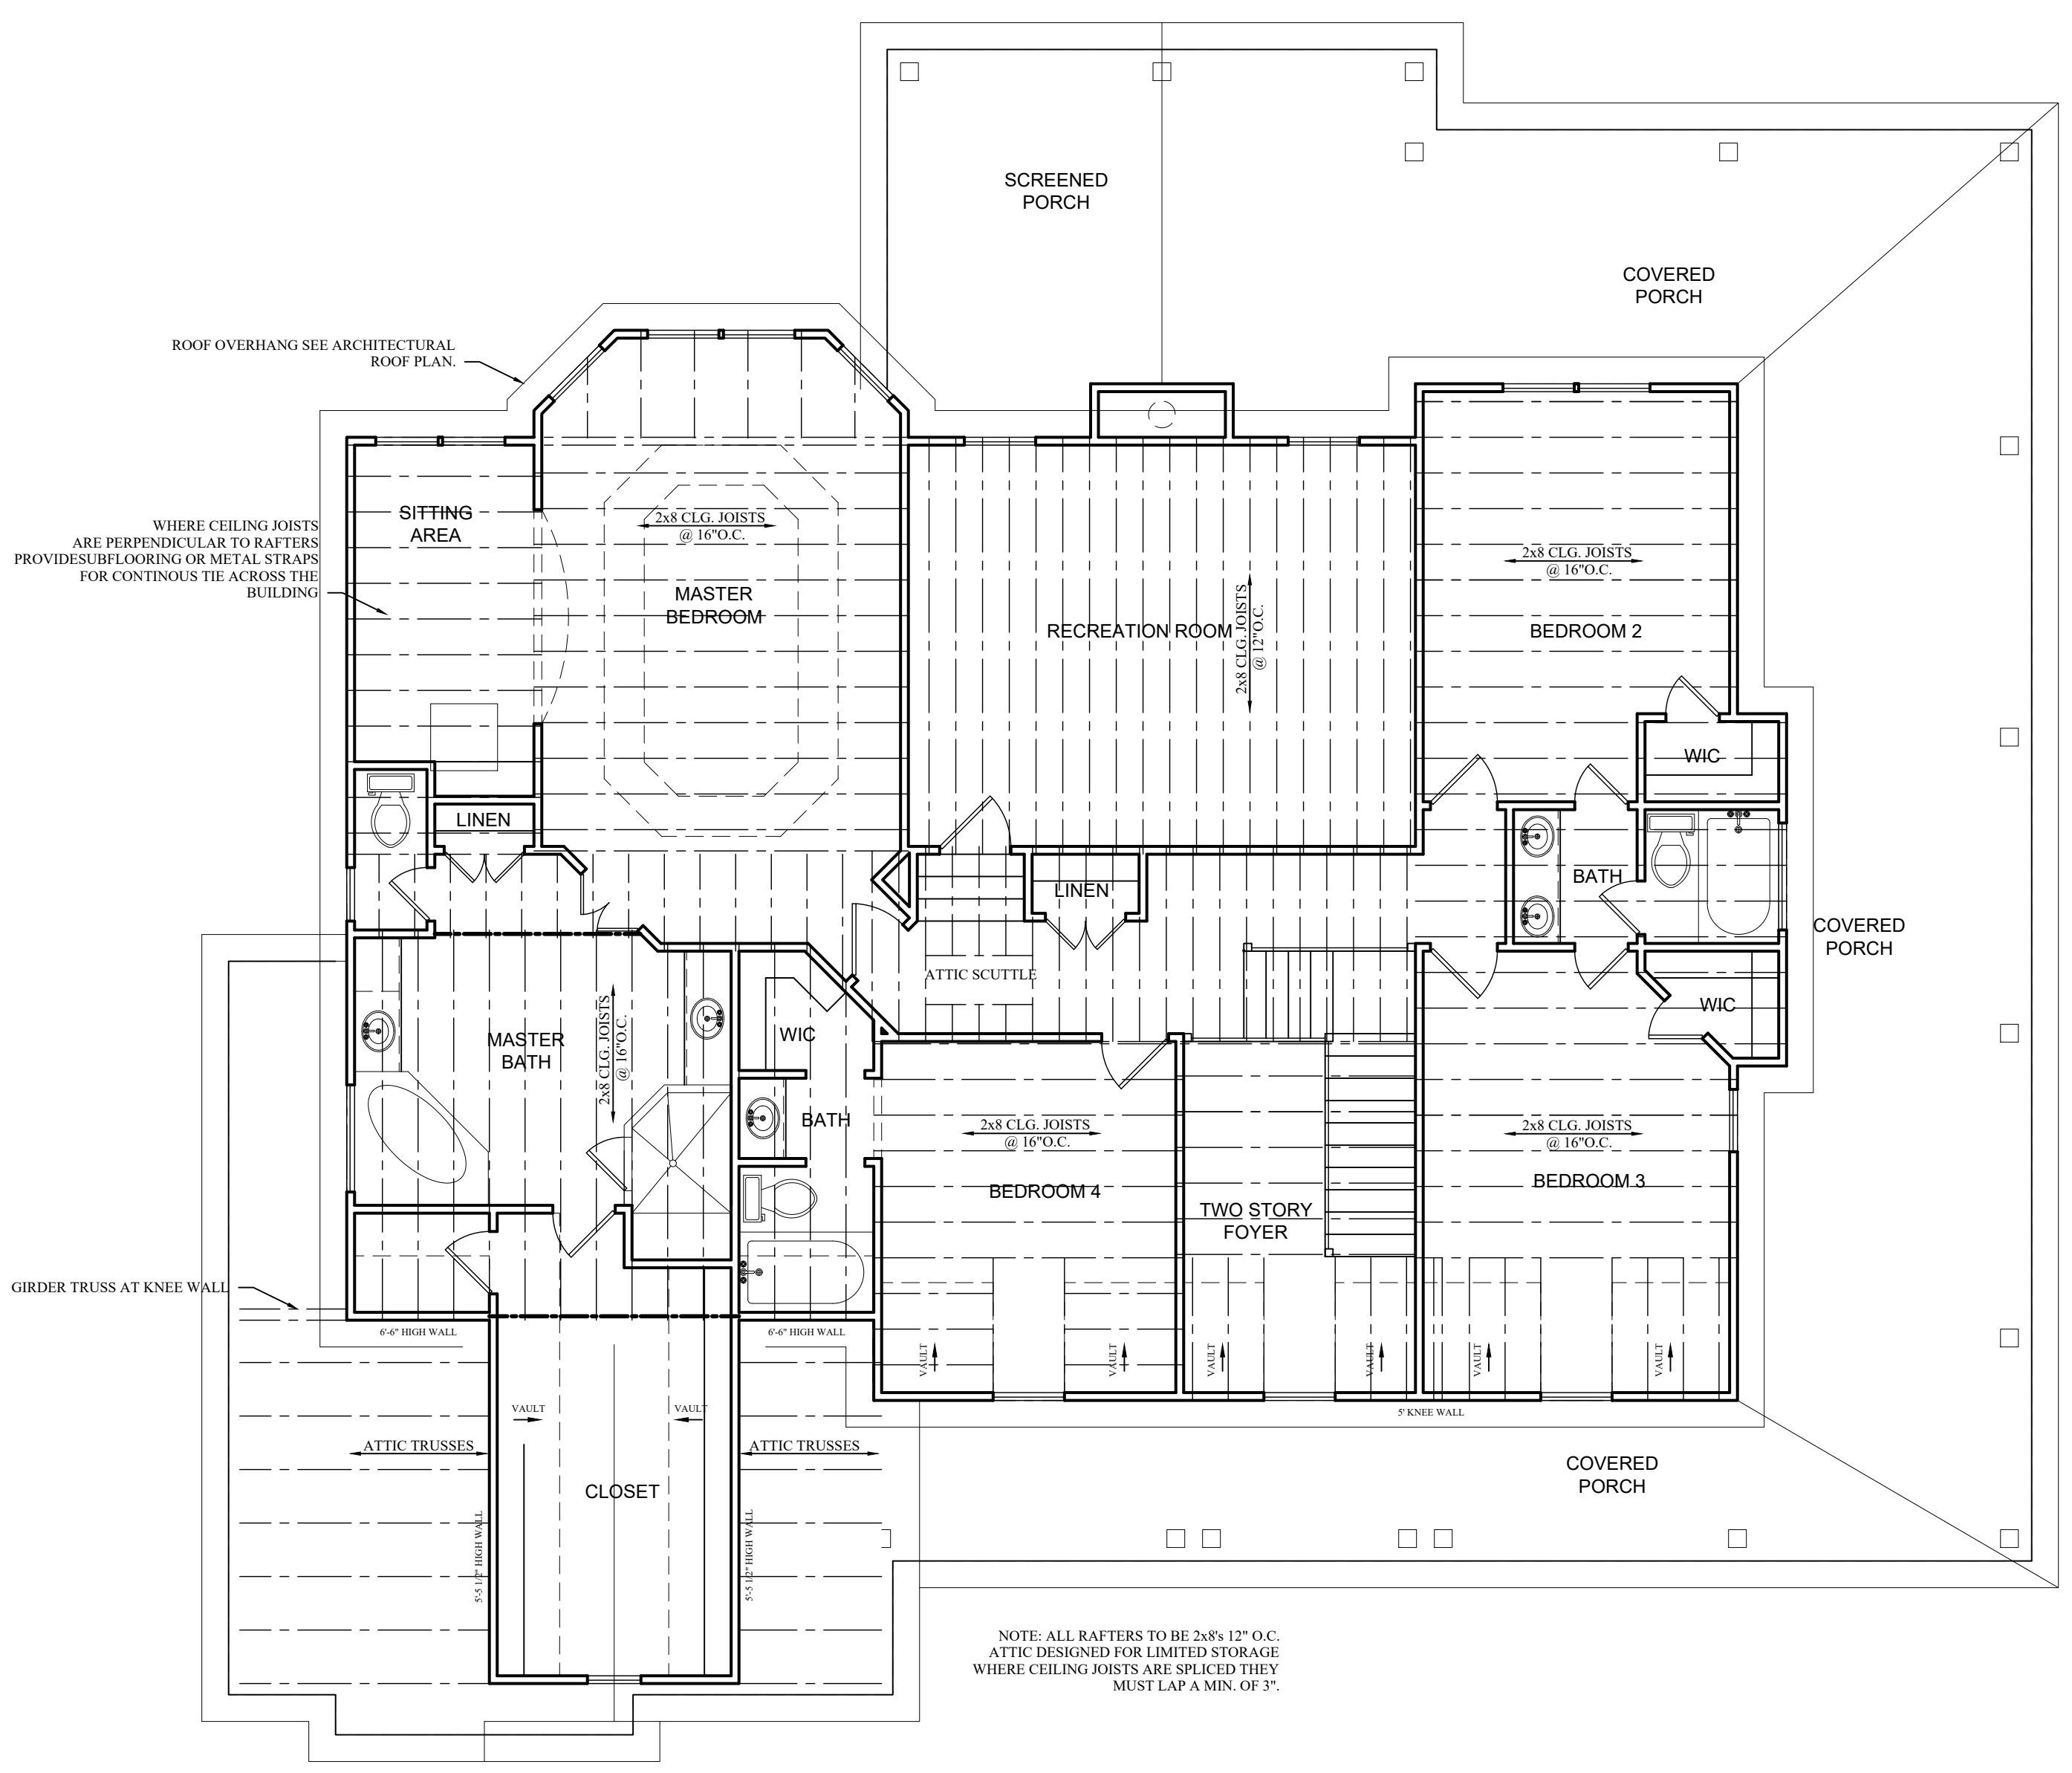 SCREENED
PORCH
COVERED
PORCH
ROOF OVERHANG SEE ARCHITECTURAL
ROOF PLAN.
WHERE CEILING JOISTS
ARE PERPENDICULAR TO RAFTERS
PROVIDESUBFLOORING OR METAL STRAPS
FOR CONTINOUS TIE ACROSS THE
BUILDING
SITTING
AREA
2x8 CLG. JOISTS
@ 16"O.C.
MASTER
BEDROOM
RECREATION ROOM
2x8 CLG. JOISTS
@ 12"O.C.
2x8 CLG. JOISTS
@ 16"O.C.
BEDROOM 2
WIC
LINEN
LINEN
BATH
COVERED
PORCH
ATTIC SCUTTLE
WIC
MASTER
BATH
2x8 CLG. JOISTS
@ 16"O.C.
WIC
BATH
2x8 CLG. JOISTS
@ 16"O.C.
BEDROOM 4
TWO STORY
FOYER
2x8 CLG. JOISTS
@ 16"O.C.
BEDROOM 3
GIRDER TRUSS AT KNEE WALL
6'-6" HIGH WALL
6'-6" HIGH WALL
VAULT
VAULT
VAULT
VAULT
VAULT
VAULT
VAULT
VAULT
5' KNEE WALL
ATTIC TRUSSES
ATTIC TRUSSES
CLOSET
5'-5 1/2" HIGH WALL
5'-5 1/2" HIGH WALL
COVERED
PORCH
NOTE: ALL RAFTERS TO BE 2x8's 12" O.C.
ATTIC DESIGNED FOR LIMITED STORAGE
WHERE CEILING JOISTS ARE SPLICED THEY
MUST LAP A MIN. OF 3".